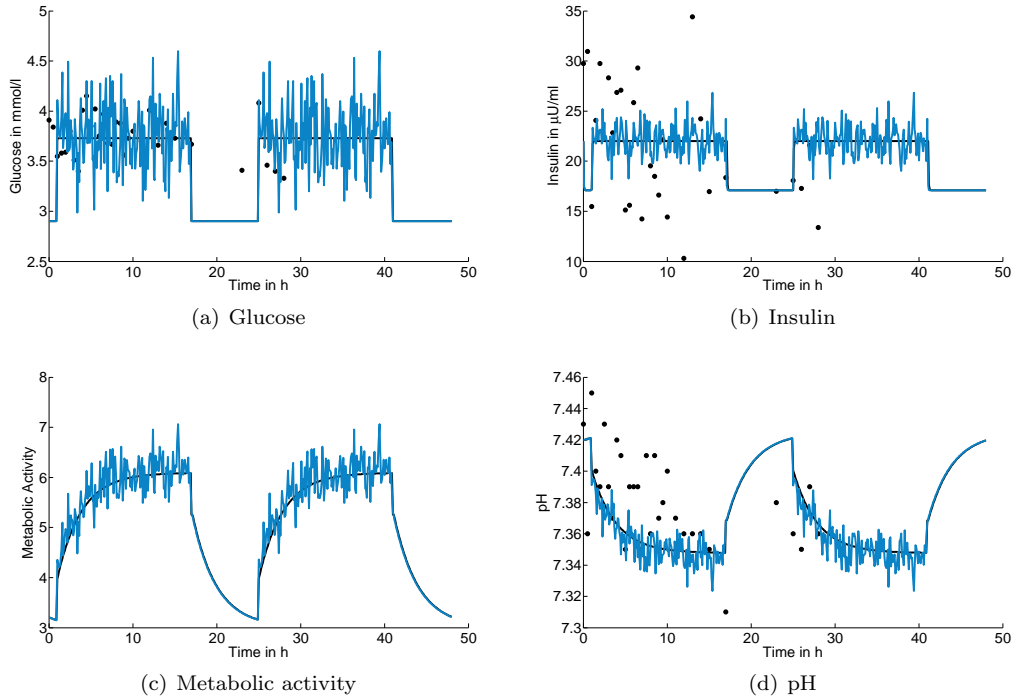 Glucose in mmol/l
5
4.5
4
3.5
3
2.5
0 10 20 30 40 50
Time in h
(a) Glucose
Insulin in μU/ml
35
30
25
20
15
10
0 10 20 30 40 50
Time in h
(b) Insulin
Metabolic Activity
8
7
6
5
4
3
0 10 20 30 40 50
Time in h
(c) Metabolic activity
pH
7.46
7.44
7.42
7.4
7.38
7.36
7.34
7.32
7.3
0 10 20 30 40 50
Time in h
(d) pH